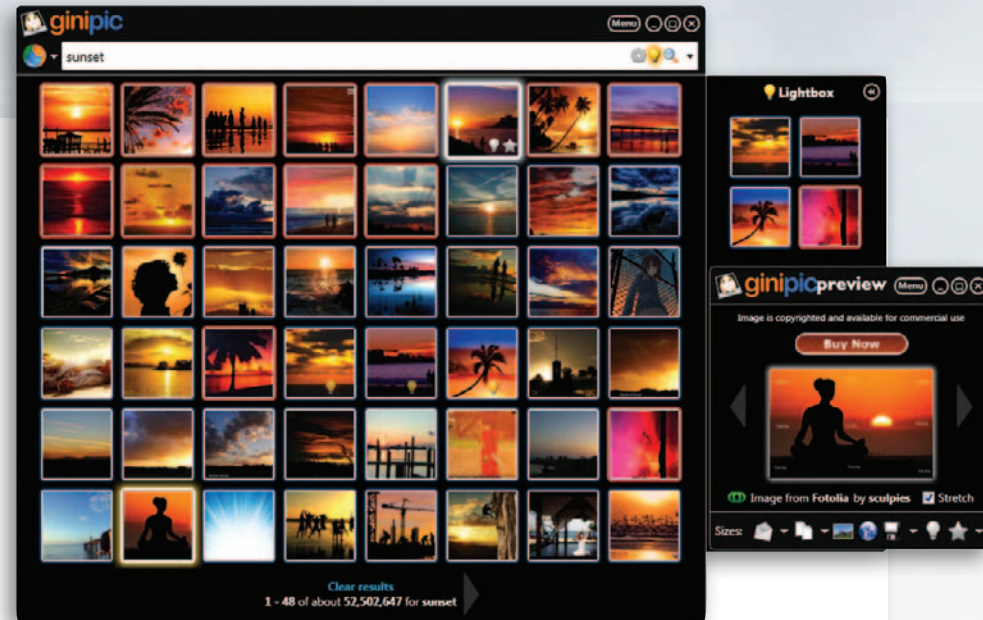 ginipic
Menu
sunset
Lightbox
ginipicpreview
Menu
Image is copyrighted and available for commercial use
Buy Now
Image from Fotolia by sculpies
Stretch
Sizes:
Clear results
1 - 48 of about 52,502,647 for sunset